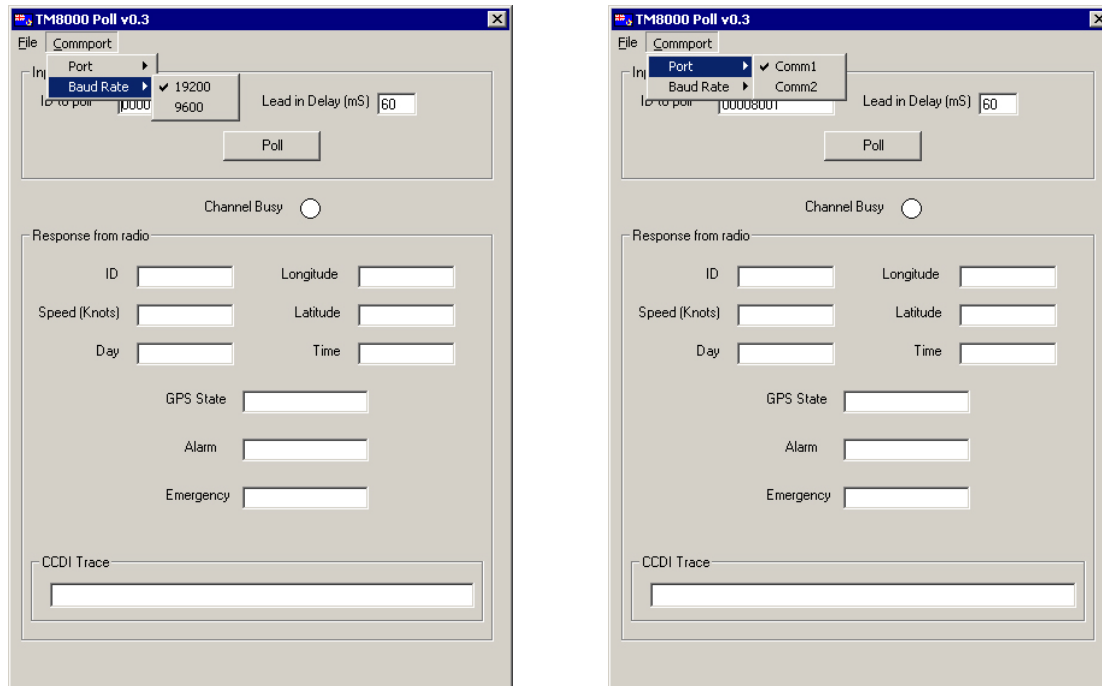 TM8000 Poll v0.3
File Commport
Port
Baud Rate
19200
9600
Lead in Delay (mS) 60
Poll
Channel Busy
Response from radio
ID
Longitude
Speed (Knots)
Latitude
Day
Time
GPS State
Alarm
Emergency
CCDI Trace
TM8000 Poll v0.3
File Commport
Port
Comm1
Baud Rate
Comm2
ID to poll 00008001
Lead in Delay (mS) 60
Poll
Channel Busy
Response from radio
ID
Longitude
Speed (Knots)
Latitude
Day
Time
GPS State
Alarm
Emergency
CCDI Trace